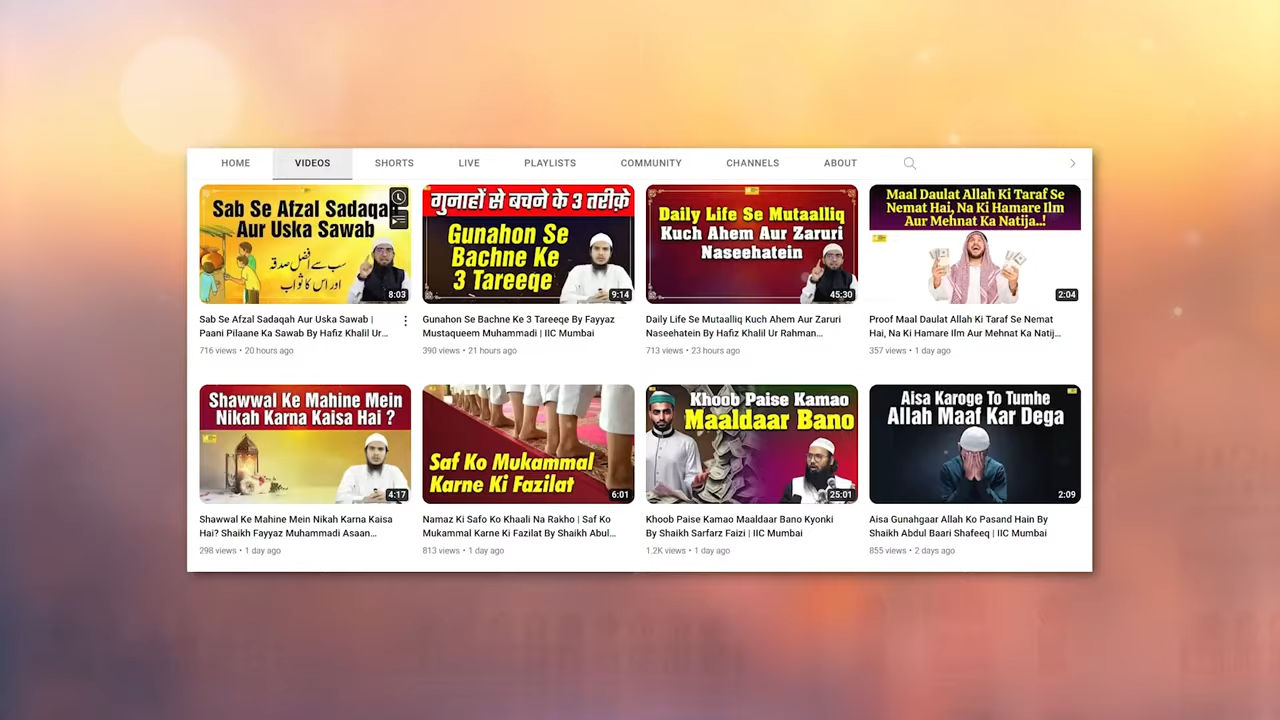 HOME VIDEOS SHORTS LIVE PLAYLISTS COMMUNITY CHANNELS ABOUT
Sab Se Afzal Sadaqa
Aur Uska Sawab
سب سے افضل صدقہ
اور اس کا ثواب
8:03
गुनाहों से बचने के 3 तरीक़े
Gunahon Se
Bachne Ke
3 Tareeqe
9:14
Daily Life Se Mutaalliq
Kuch Ahem Aur Zaruri
Naseehatein
45:30
Maal Daulat Allah Ki Taraf Se
Nemat Hai, Na Ki Hamare Ilm
Aur Mehnat Ka Natija..!
2:04
Sab Se Afzal Sadaqah Aur Uska Sawab |
Paani Pilaane Ka Sawab By Hafiz Khalil Ur...
716 views • 20 hours ago
Gunahon Se Bachne Ke 3 Tareeqe By Fayyaz
Mustaqueem Muhammadi | IIC Mumbai
390 views • 21 hours ago
Daily Life Se Mutaalliq Kuch Ahem Aur Zaruri
Naseehatein By Hafiz Khalil Ur Rahman...
713 views • 23 hours ago
Proof Maal Daulat Allah Ki Taraf Se Nemat
Hai, Na Ki Hamare Ilm Aur Mehnat Ka Natij...
357 views • 1 day ago
Shawwal Ke Mahine Mein
Nikah Karna Kaisa Hai ?
4:17
Saf Ko Mukammal
Karne Ki Fazilat
6:01
Khoob Paise Kamao
Maaldaar Bano
25:01
Aisa Karoge To Tumhe
Allah Maaf Kar Dega
2:09
Shawwal Ke Mahine Mein Nikah Karna Kaisa
Hai? Shaikh Fayyaz Muhammadi Asaan...
298 views • 1 day ago
Namaz Ki Safo Ko Khaali Na Rakho | Saf Ko
Mukammal Karne Ki Fazilat By Shaikh Abul...
813 views • 1 day ago
Khoob Paise Kamao Maaldaar Bano Kyonki
By Shaikh Sarfarz Faizi | IIC Mumbai
1.2K views • 1 day ago
Aisa Gunahgaar Allah Ko Pasand Hain By
Shaikh Abdul Baari Shafeeq | IIC Mumbai
855 views • 2 days ago